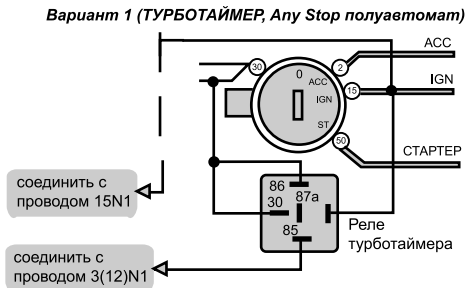 Вариант 1 (ТУРБОТАЙМЕР, Any Stop полуавтомат)
ACC
30
0
2
ACC
IGN
15
IGN
ST
50
СТАРТЕР
соединить с
проводом 15N1
86
87а
30
85
Реле
турботаймера
соединить с
проводом 3(12)N1